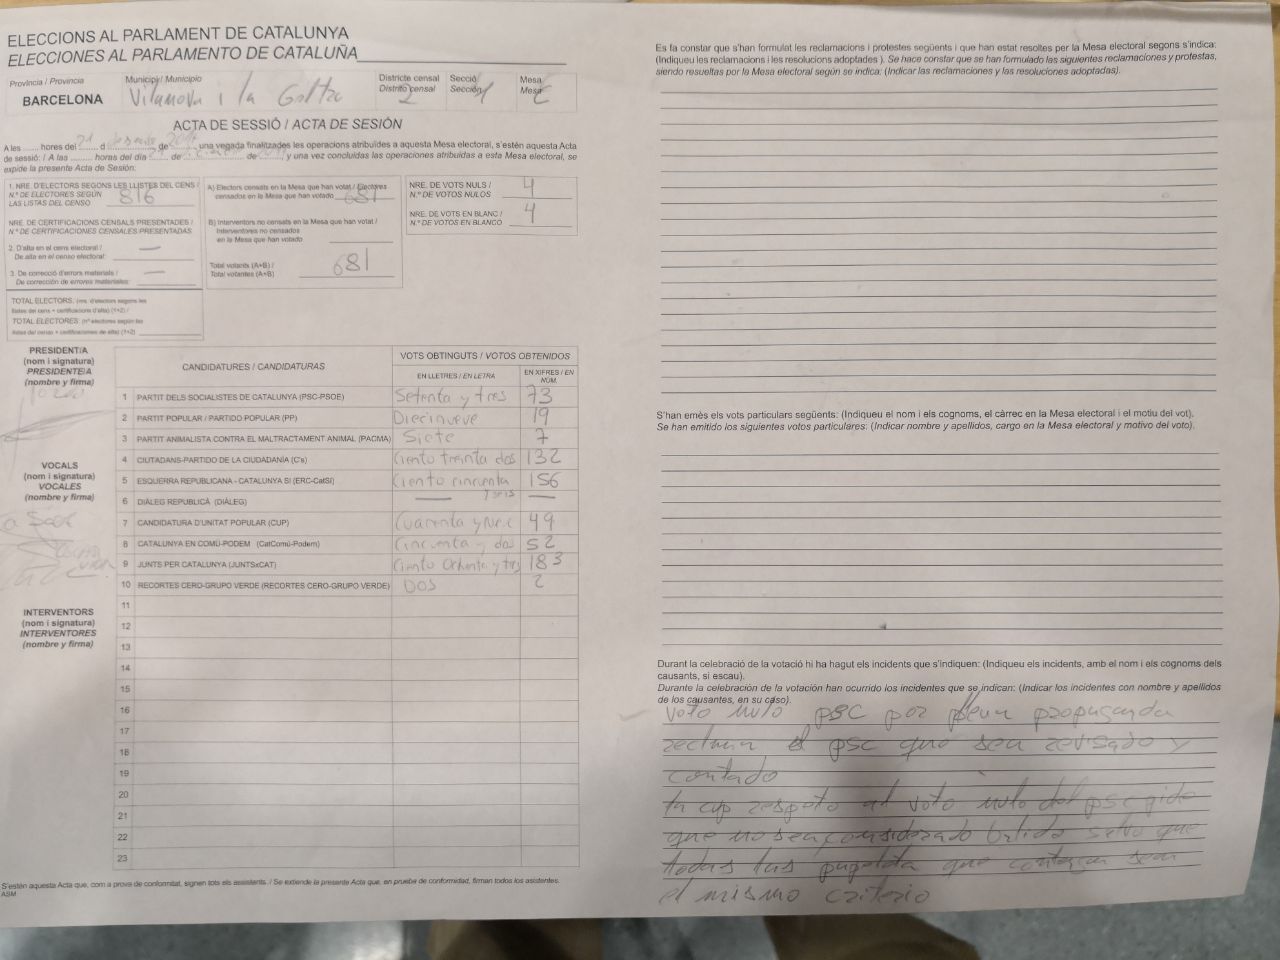 ELECCIONS AL PARLAMENT DE CATALUNYA
ELECCIONES AL PARLAMENTO DE CATALUÑA
Província / Provincia
BARCELONA
Municipi / Municipio
Vilanova i la Geltrú
Districte censal
Distrito censal
2
Secció
Sección
Mesa
Mesa
C
ACTA DE SESSIÓ / ACTA DE SESIÓN
A les ...... hores del 21 d de una vegada finalitzades les operacions atribuïdes a aquesta Mesa electoral, s'estén aquesta Acta
de sessió: / A las ........ horas del día de de y una vez concluidas las operaciones atribuidas a esta Mesa electoral, se
expide la presente Acta de Sesión:
1. NRE. D'ELECTORS SEGONS LES LLISTES DEL CENS /
N.º DE ELECTORES SEGÚN
LAS LISTAS DEL CENSO
816
NRE. DE CERTIFICACIONS CENSALS PRESENTADES /
N.º DE CERTIFICACIONES CENSALES PRESENTADAS
2. D'alta en el cens electoral /
De alta en el censo electoral: —
3. De correcció d'errors materials /
De corrección de errores materiales: —
TOTAL ELECTORS: (nre. d'electors segons les
llistes del cens + certificacions d'alta) (1+2) /
TOTAL ELECTORES: (nº electores según las
listas del censo + certificaciones de alta) (1+2)
A) Electors censats en la Mesa que han votat / Electores
censados en la Mesa que han votado 681
B) Interventors no censats en la Mesa que han votat /
Interventores no censados
en la Mesa que han votado
Total votants (A+B) /
Total votantes (A+B)
681
NRE. DE VOTS NULS /
N.º DE VOTOS NULOS
4
NRE. DE VOTS EN BLANC /
N.º DE VOTOS EN BLANCO
4
PRESIDENT/A
(nom i signatura)
PRESIDENTE/A
(nombre y firma)
VOCALS
(nom i signatura)
VOCALES
(nombre y firma)
INTERVENTORS
(nom i signatura)
INTERVENTORES
(nombre y firma)
CANDIDATURES / CANDIDATURAS
VOTS OBTINGUTS / VOTOS OBTENIDOS
EN LLETRES / EN LETRA
EN XIFRES / EN NÚM.
1 PARTIT DELS SOCIALISTES DE CATALUNYA (PSC-PSOE) Setenta y tres 73
2 PARTIT POPULAR / PARTIDO POPULAR (PP) Diecinueve 19
3 PARTIT ANIMALISTA CONTRA EL MALTRACTAMENT ANIMAL (PACMA) Siete 7
4 CIUTADANS-PARTIDO DE LA CIUDADANÍA (C's) Ciento treinta dos 132
5 ESQUERRA REPUBLICANA - CATALUNYA SÍ (ERC-CatSí) Ciento cincuenta y seis 156
6 DIÀLEG REPUBLICÀ (DIÀLEG) — —
7 CANDIDATURA D'UNITAT POPULAR (CUP) Cuarenta y 49
8 CATALUNYA EN COMÚ-PODEM (CatComú-Podem) Cincuenta y dos 52
9 JUNTS PER CATALUNYA (JUNTSxCAT) Ciento Ochenta y tres 183
10 RECORTES CERO-GRUPO VERDE (RECORTES CERO-GRUPO VERDE) DOS 2
11
12
13
14
15
16
17
18
19
20
21
22
23
S'estén aquesta Acta que, com a prova de conformitat, signen tots els assistents. / Se extiende la presente Acta que, en prueba de conformidad, firman todos los asistentes.
ASM
Es fa constar que s'han formulat les reclamacions i protestes següents i que han estat resoltes per la Mesa electoral segons s'indica:
(Indiqueu les reclamacions i les resolucions adoptades ). Se hace constar que se han formulado las siguientes reclamaciones y protestas,
siendo resueltas por la Mesa electoral según se indica: (Indicar las reclamaciones y las resoluciones adoptadas).
S'han emès els vots particulars següents: (Indiqueu el nom i els cognoms, el càrrec en la Mesa electoral i el motiu del vot).
Se han emitido los siguientes votos particulares: (Indicar nombre y apellidos, cargo en la Mesa electoral y motivo del voto).
Durant la celebració de la votació hi ha hagut els incidents que s'indiquen: (Indiqueu els incidents, amb el nom i els cognoms dels
causants, si escau).
Durante la celebración de la votación han ocurrido los incidentes que se indican: (Indicar los incidentes con nombre y apellidos
de los causantes, en su caso).
voto nulo psc por propaganda
el psc que sea revisado y
contado
la cup respeto al voto nulo del psc pide
que no sea considerado balido salvo que
todas las que contengan sean
el mismo criterio